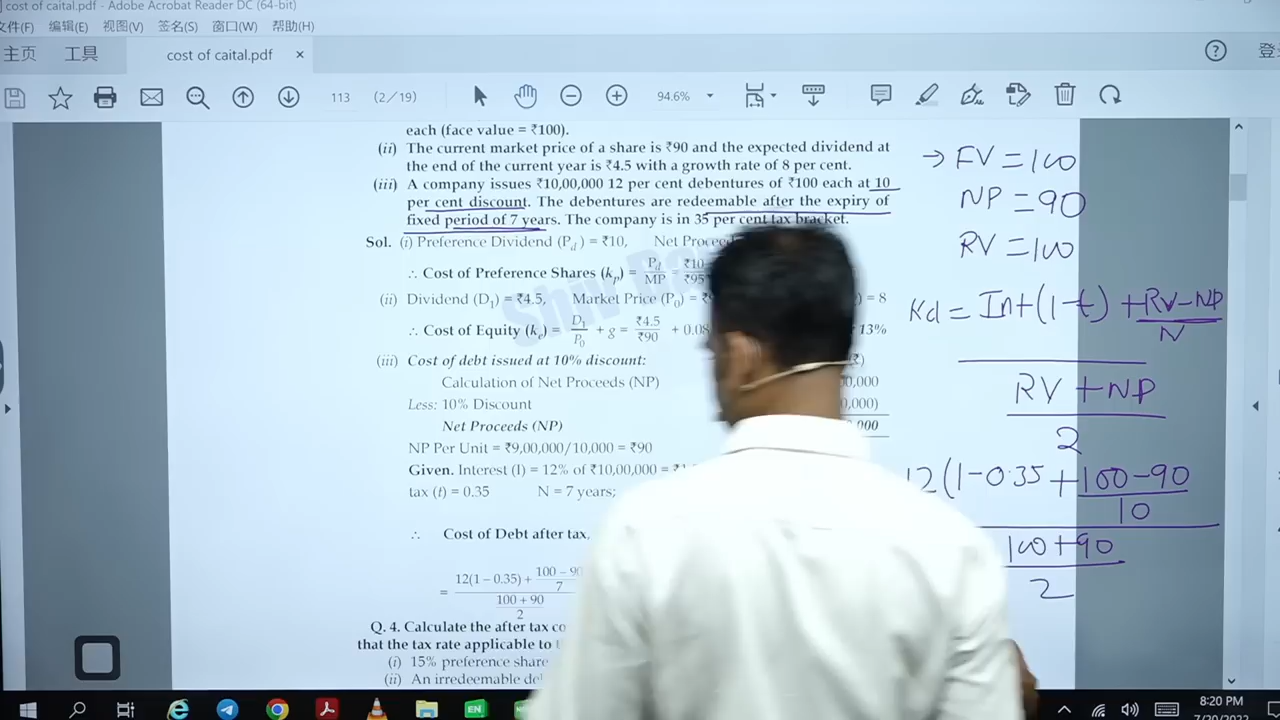 cost of caital.pdf - Adobe Acrobat Reader DC (64-bit)
文件(F) 编辑(E) 视图(V) 签名(S) 窗口(W) 帮助(H)
主页 工具 cost of caital.pdf ×
113 (2/19) 94.6%
each (face value = ₹100).
(ii) The current market price of a share is ₹90 and the expected dividend at
the end of the current year is ₹4.5 with a growth rate of 8 per cent.
(iii) A company issues ₹10,00,000 12 per cent debentures of ₹100 each at 10
per cent discount. The debentures are redeemable after the expiry of
fixed period of 7 years. The company is in 35 per cent tax bracket.
Sol. (i) Preference Dividend (Pd) = ₹10, Net
∴ Cost of Preference Shares (kp) = Pd/MP = ₹10/₹95
(ii) Dividend (D1) = ₹4.5, Market Price (P0) = = 8
∴ Cost of Equity (ke) = D1/P0 + g = ₹4.5/₹90 + 0.08 13%
(iii) Cost of debt issued at 10% discount:
Calculation of Net Proceeds (NP)
Less: 10% Discount
Net Proceeds (NP)
NP Per Unit = ₹9,00,000/10,000 = ₹90
Given. Interest (I) = 12% of ₹10,00,000 =
tax (t) = 0.35 N = 7 years;
∴ Cost of Debt after tax,
= 12(1 – 0.35) + 100 – 90
7
100 + 90
2
Q. 4. Calculate the after tax
that the tax rate applicable to
(i) 15% preference share
(ii) An irredeemable
→ FV = 100
NP = 90
RV = 100
Kd = Int(1-t) + RV-NP
N
RV + NP
2
12(1-0.35 + 100-90
10
100+90
2
EN
8:20 PM
7/20/2022